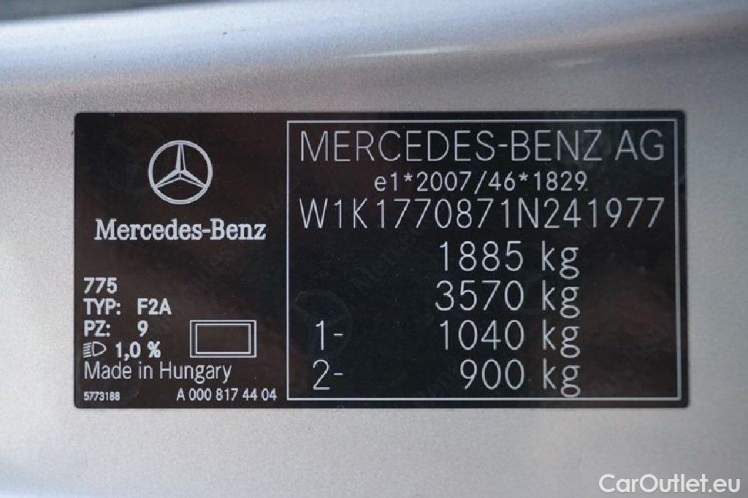 Mercedes-Benz
775
TYP: F2A
PZ: 9
1,0 %
Made in Hungary
5773188 A 000 817 44 04
MERCEDES-BENZ AG
e1*2007/46*1829
W1K1770871N241977
1885 kg
3570 kg
1- 1040 kg
2- 900 kg
CarOutlet.eu